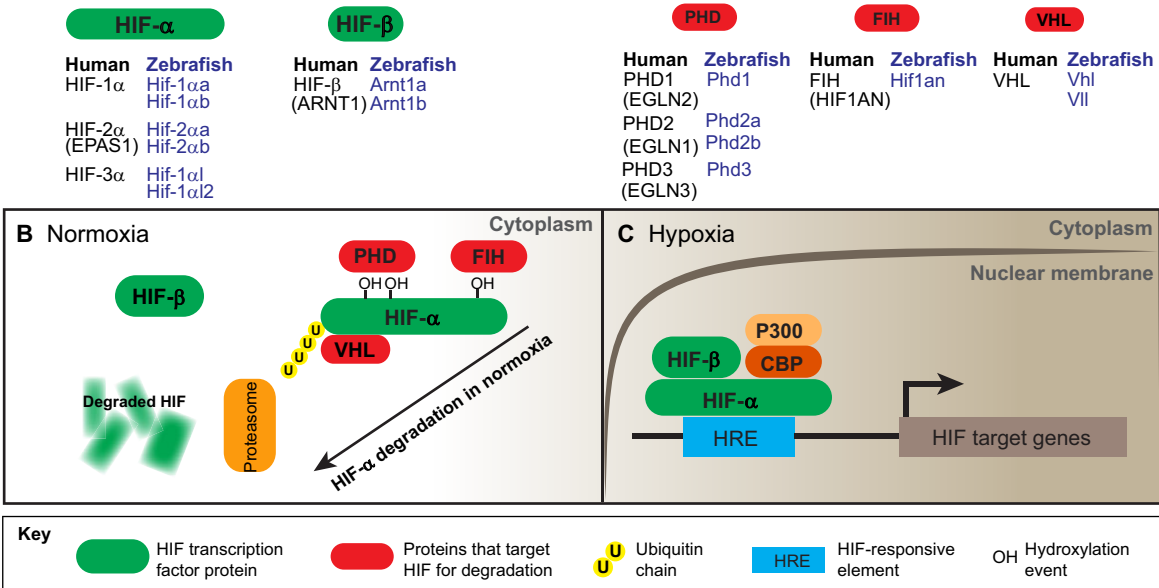 HIF-α
HIF-β
PHD
FIH
VHL
Human Zebrafish
HIF-1α Hif-1αa
Hif-1αb
HIF-2α Hif-2αa
(EPAS1) Hif-2αb
HIF-3α Hif-1αl
Hif-1αl2
Human Zebrafish
HIF-β Arnt1a
(ARNT1) Arnt1b
Human Zebrafish
PHD1 Phd1
(EGLN2)
PHD2 Phd2a
(EGLN1) Phd2b
PHD3 Phd3
(EGLN3)
Human Zebrafish
FIH Hif1an
(HIF1AN)
Human Zebrafish
VHL Vhl
Vll
B Normoxia
Cytoplasm
PHD
FIH
OH OH
OH
HIF-β
HIF-α
U
U
U
U
VHL
Degraded HIF
Proteasome
HIF-α degradation in normoxia
C Hypoxia
Cytoplasm
Nuclear membrane
P300
HIF-β
CBP
HIF-α
HRE
HIF target genes
Key
HIF transcription
factor protein
Proteins that target
HIF for degradation
U
U
Ubiquitin
chain
HRE
HIF-responsive
element
OH Hydroxylation
event